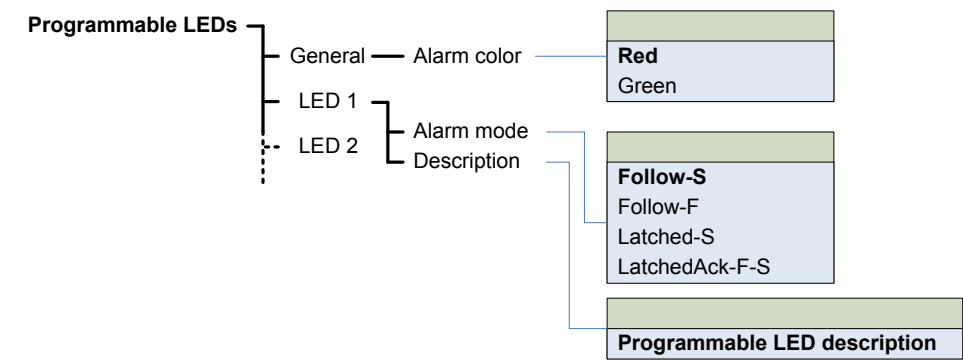 Programmable LEDs
General
Alarm color
Red
Green
LED 1
LED 2
Alarm mode
Description
Follow-S
Follow-F
Latched-S
LatchedAck-F-S
Programmable LED description